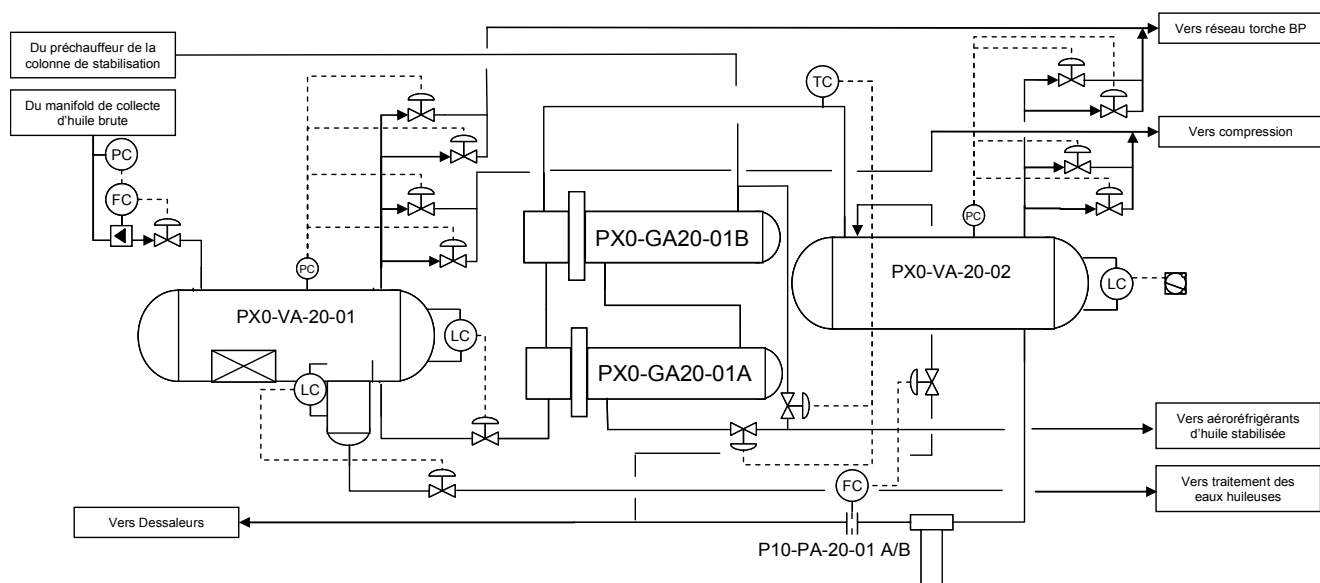 Du préchauffeur de la
colonne de stabilisation
Du manifold de collecte
d'huile brute
Vers réseau torche BP
Vers compression
PC
FC
TC
PC
PC
PX0-GA20-01B
PX0-VA-20-02
LC
PX0-VA-20-01
LC
LC
PX0-GA20-01A
Vers aéroréfrigérants
d'huile stabilisée
FC
Vers traitement des
eaux huileuses
Vers Dessaleurs
P10-PA-20-01 A/B